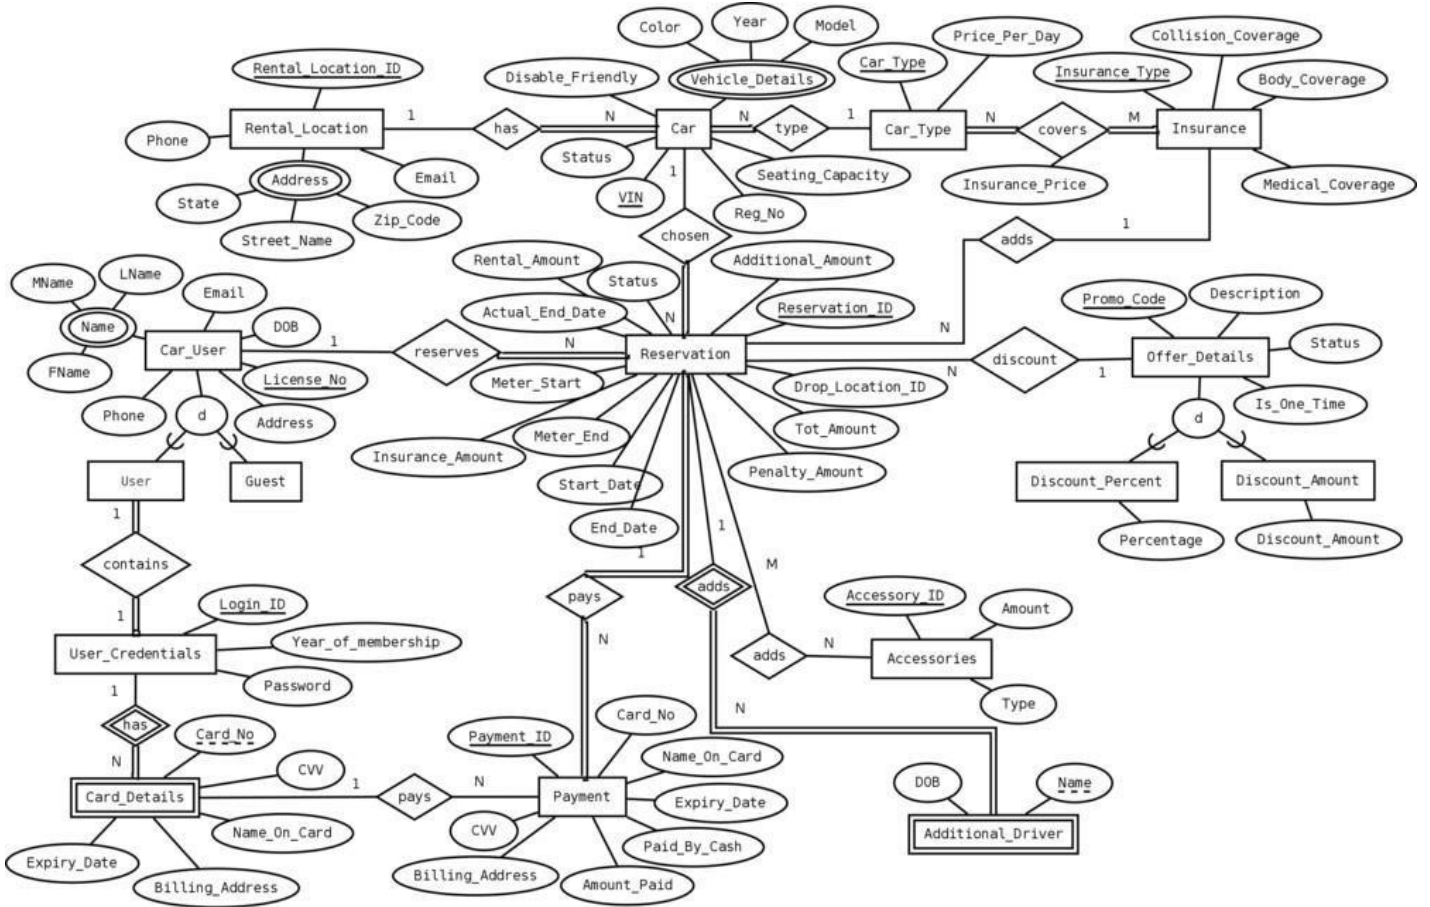 Color
Year
Model
Rental_Location_ID
Disable_Friendly
Vehicle_Details
Car_Type
Price_Per_Day
Collision_Coverage
Insurance_Type
Body_Coverage
Phone
Rental_Location
1
has
N
Car
N
type
1
Car_Type
N
covers
M
Insurance
Address
Email
Status
1
Seating_Capacity
Insurance_Price
Medical_Coverage
State
Zip_Code
VIN
Reg_No
Street_Name
chosen
adds
1
MName
LName
Rental_Amount
Status
Additional_Amount
Email
Actual_End_Date
Reservation_ID
Promo_Code
Description
Name
DOB
N
N
Car_User
1
reserves
N
Reservation
discount
Offer_Details
Status
FName
License_No
Meter_Start
Drop_Location_ID
N
1
Is_One_Time
Phone
d
Address
Insurance_Amount
Meter_End
Tot_Amount
d
User
Guest
Start_Date
Penalty_Amount
Discount_Percent
Discount_Amount
1
End_Date
1
1
Percentage
Discount_Amount
contains
pays
adds
M
Accessory_ID
Amount
1
Login_ID
N
Year_of_membership
User_Credentials
adds
N
Accessories
Password
1
Type
has
Card_No
Payment_ID
Card_No
N
N
CVV
Name_On_Card
DOB
Name
Card_Details
1
pays
N
Payment
Expiry_Date
Name_On_Card
CVV
Paid_By_Cash
Additional_Driver
Expiry_Date
Billing_Address
Billing_Address
Amount_Paid